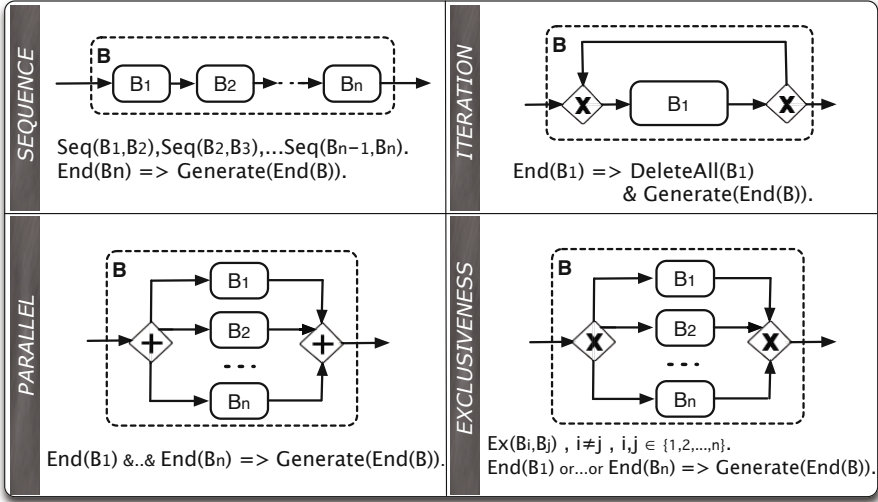 SEQUENCE
B
B1
B2
Bn
Seq(B1,B2),Seq(B2,B3),...Seq(Bn-1,Bn).
End(Bn) => Generate(End(B)).
ITERATION
B
X
B1
X
End(B1) => DeleteAll(B1)
& Generate(End(B)).
PARALLEL
B
B1
+
B2
+
...
Bn
End(B1) &..& End(Bn) => Generate(End(B)).
EXCLUSIVENESS
B
B1
X
B2
X
...
Bn
Ex(Bi,Bj) , i≠j , i,j ∈ {1,2,...,n}.
End(B1) or...or End(Bn) => Generate(End(B)).